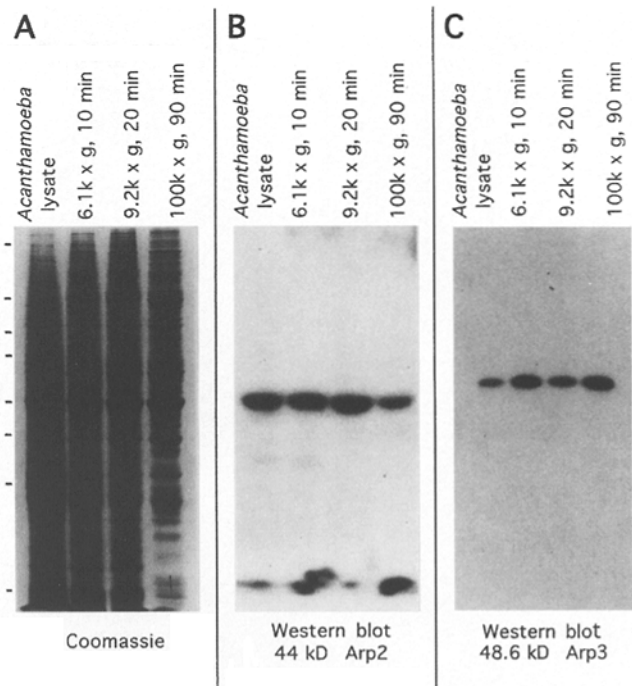 A
Acanthamoeba
lysate
6.1k x g, 10 min
9.2k x g, 20 min
100k x g, 90 min
Coomassie
B
Acanthamoeba
lysate
6.1k x g, 10 min
9.2k x g, 20 min
100k x g, 90 min
Western blot
44 kD Arp2
C
Acanthamoeba
lysate
6.1k x g, 10 min
9.2k x g, 20 min
100k x g, 90 min
Western blot
48.6 kD Arp3